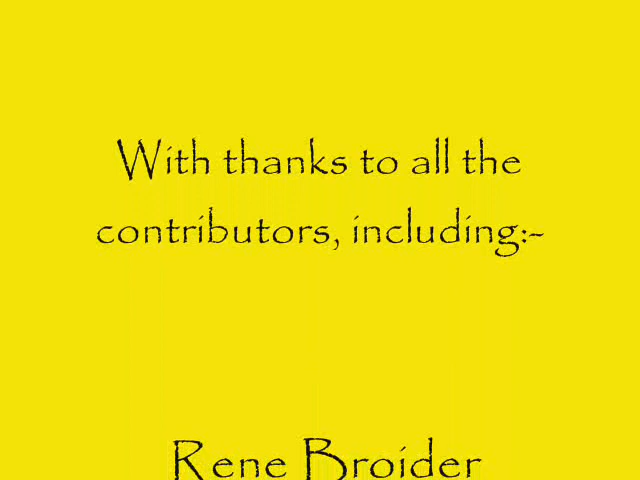 With thanks to all the
contributors, including:-
Rene Broider